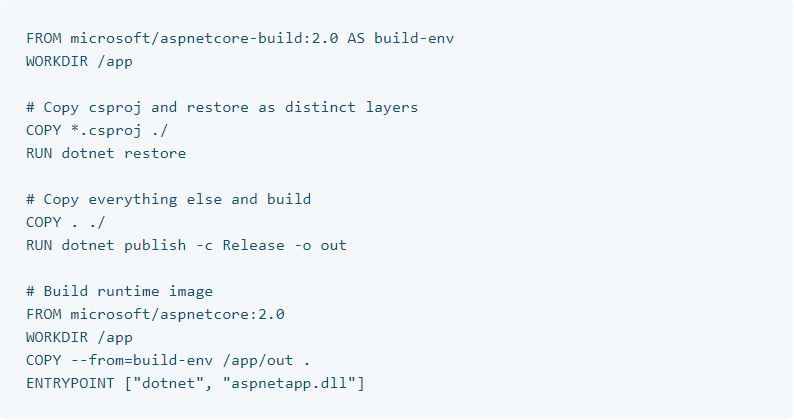 FROM microsoft/aspnetcore-build:2.0 AS build-env
WORKDIR /app
# Copy csproj and restore as distinct layers
COPY *.csproj ./
RUN dotnet restore
# Copy everything else and build
COPY . ./
RUN dotnet publish -c Release -o out
# Build runtime image
FROM microsoft/aspnetcore:2.0
WORKDIR /app
COPY --from=build-env /app/out .
ENTRYPOINT ["dotnet", "aspnetapp.dll"]